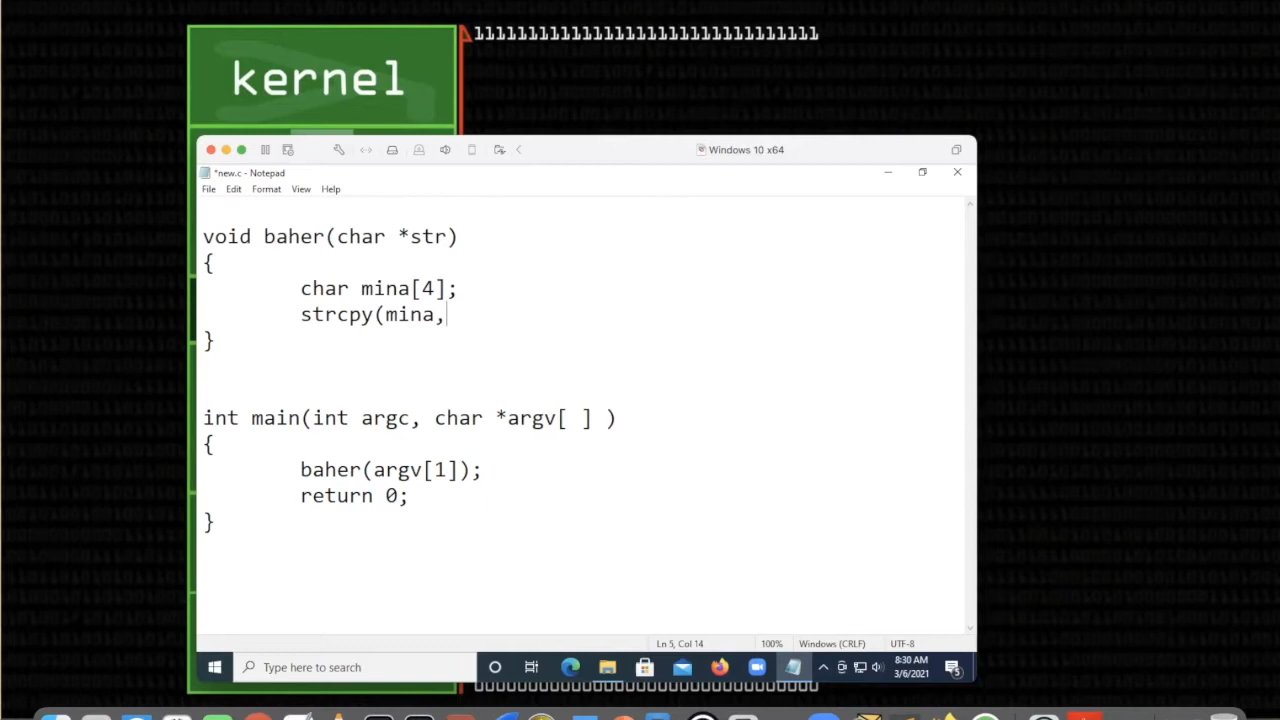 11111111111111111111111111111111
kernel
Windows 10 x64
*new.c - Notepad
File Edit Format View Help
void baher(char *str)
{
char mina[4];
strcpy(mina,
}
int main(int argc, char *argv[ ] )
{
baher(argv[1]);
return 0;
}
Ln 5, Col 14 100% Windows (CRLF) UTF-8
Type here to search
8:30 AM
3/6/2021
5